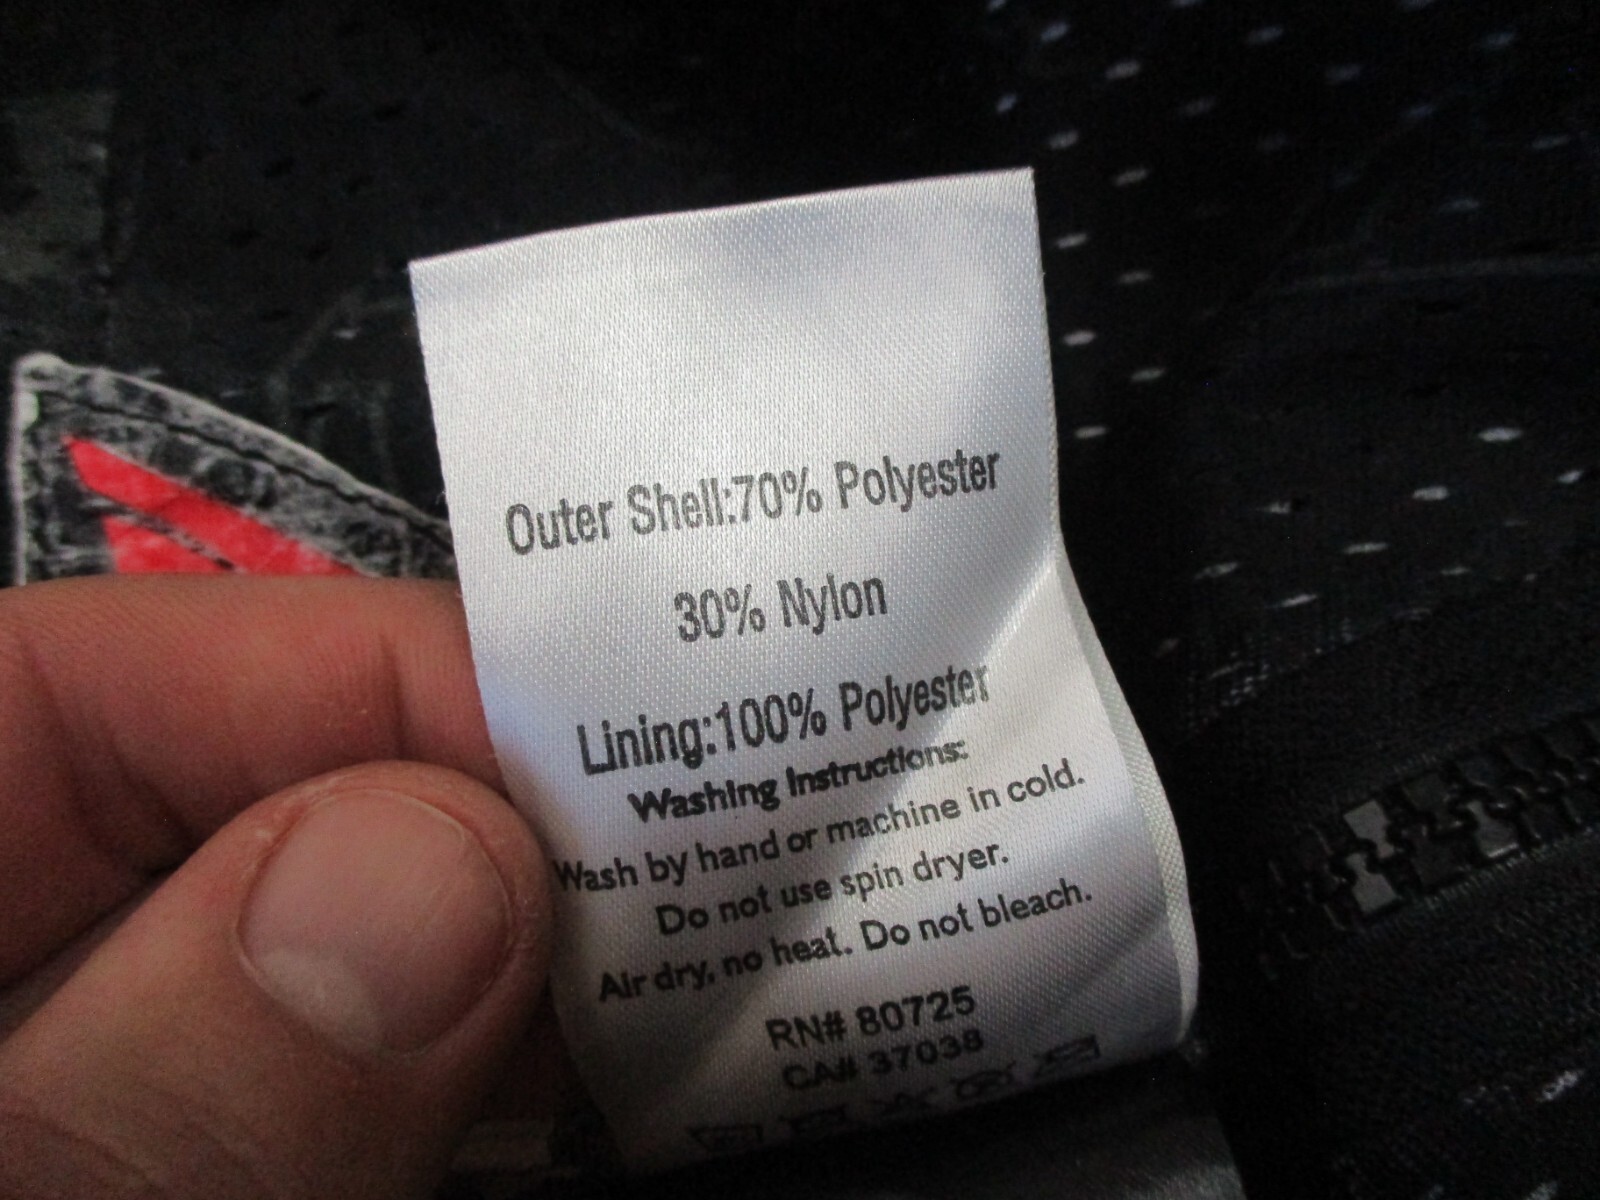 Outer Shell:70% Polyester
30% Nylon
Lining:100% Polyester
Washing Instructions:
Wash by hand or machine in cold.
Do not use spin dryer.
Air dry, no heat. Do not bleach.
RN# 80725
CA# 37038